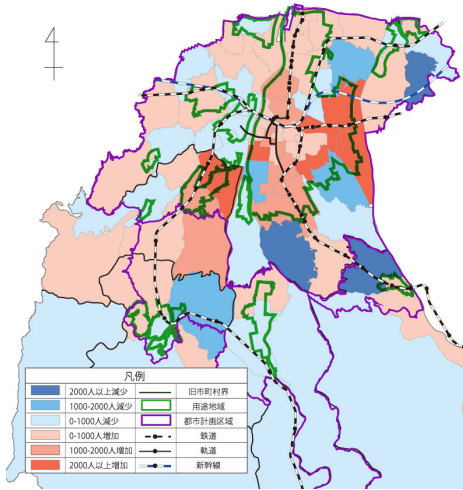 凡例
2000人以上減少 旧市町村界
1000-2000人減少 用途地域
0-1000人減少 都市計画区域
0-1000人増加 鉄道
1000-2000人増加 軌道
2000人以上増加 新幹線